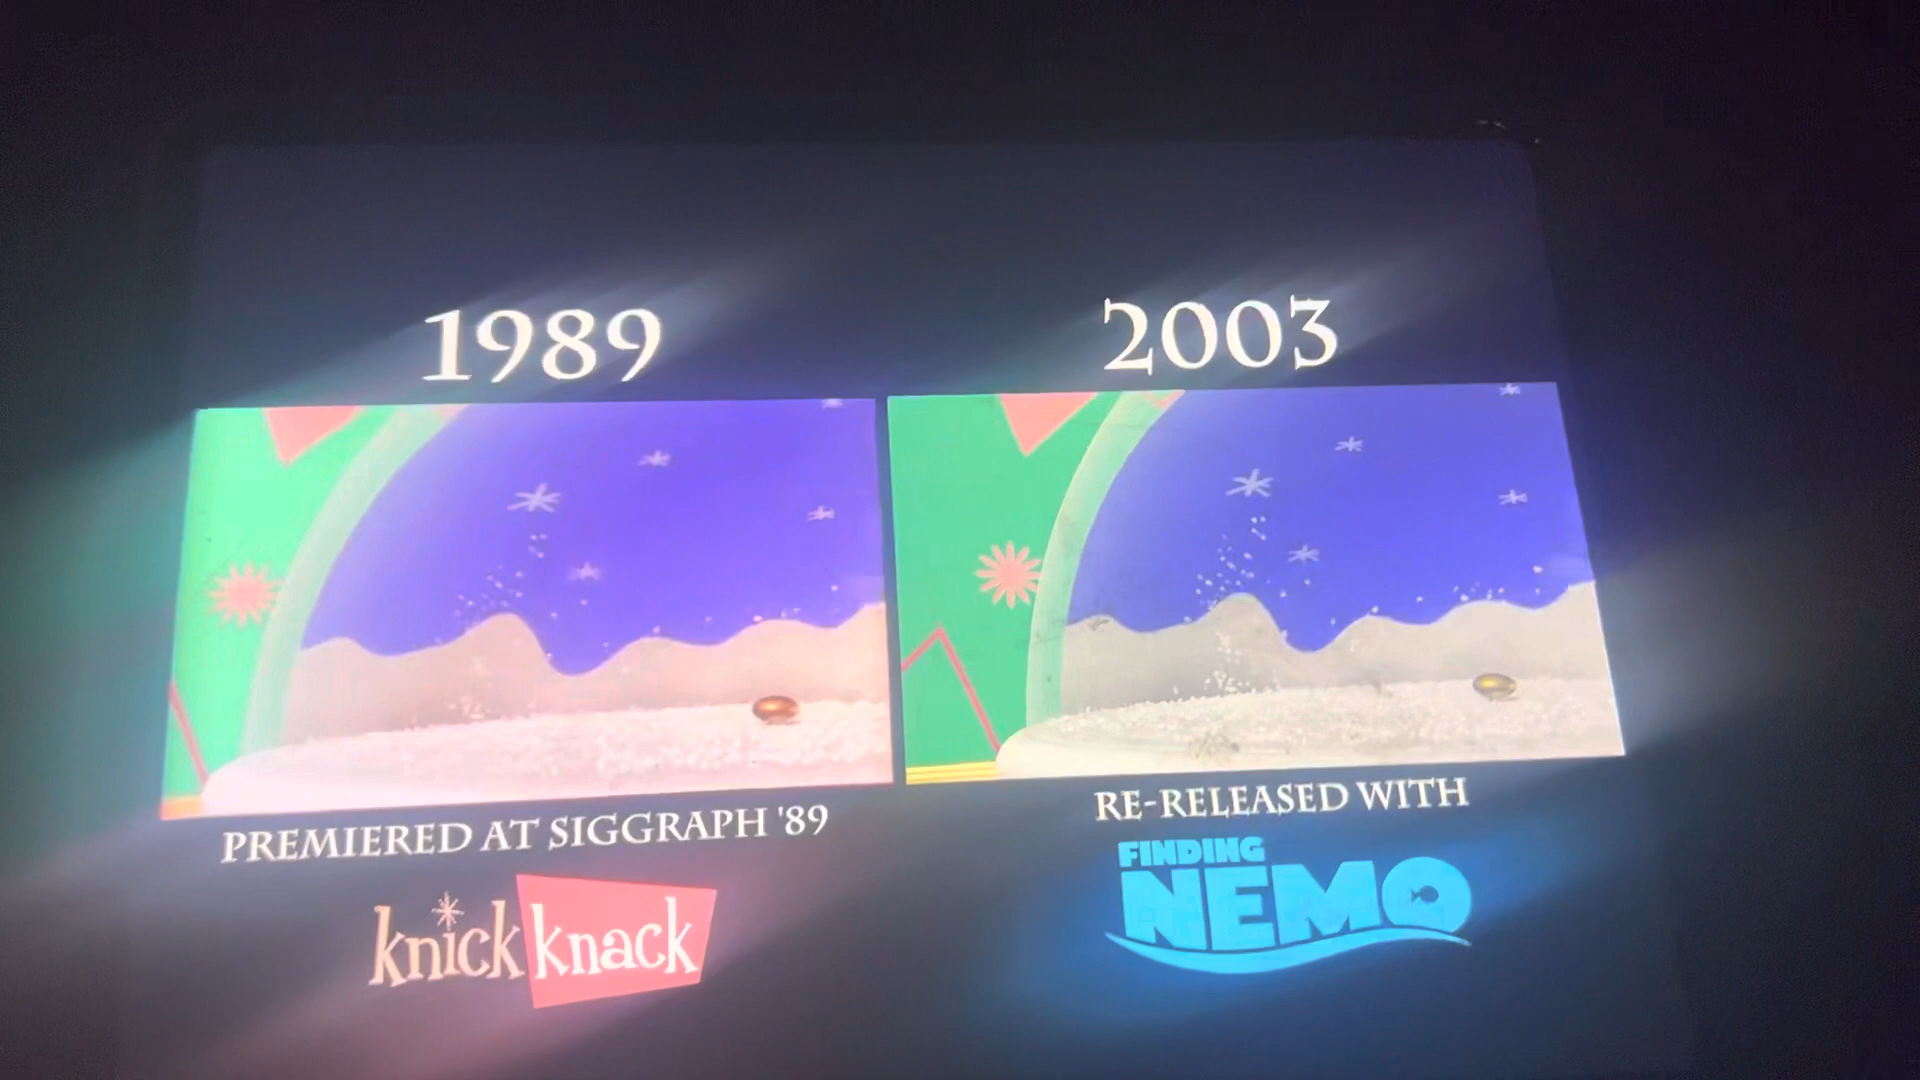 1989
2003
PREMIERED AT SIGGRAPH '89
knick knack
RE-RELEASED WITH
FINDING
NEMO